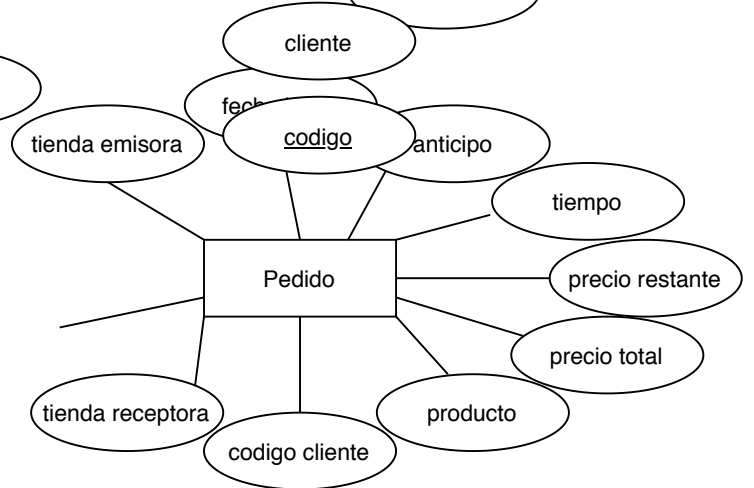 cliente
codigo
tienda emisora
anticipo
tiempo
Pedido
precio restante
precio total
tienda receptora
producto
codigo cliente